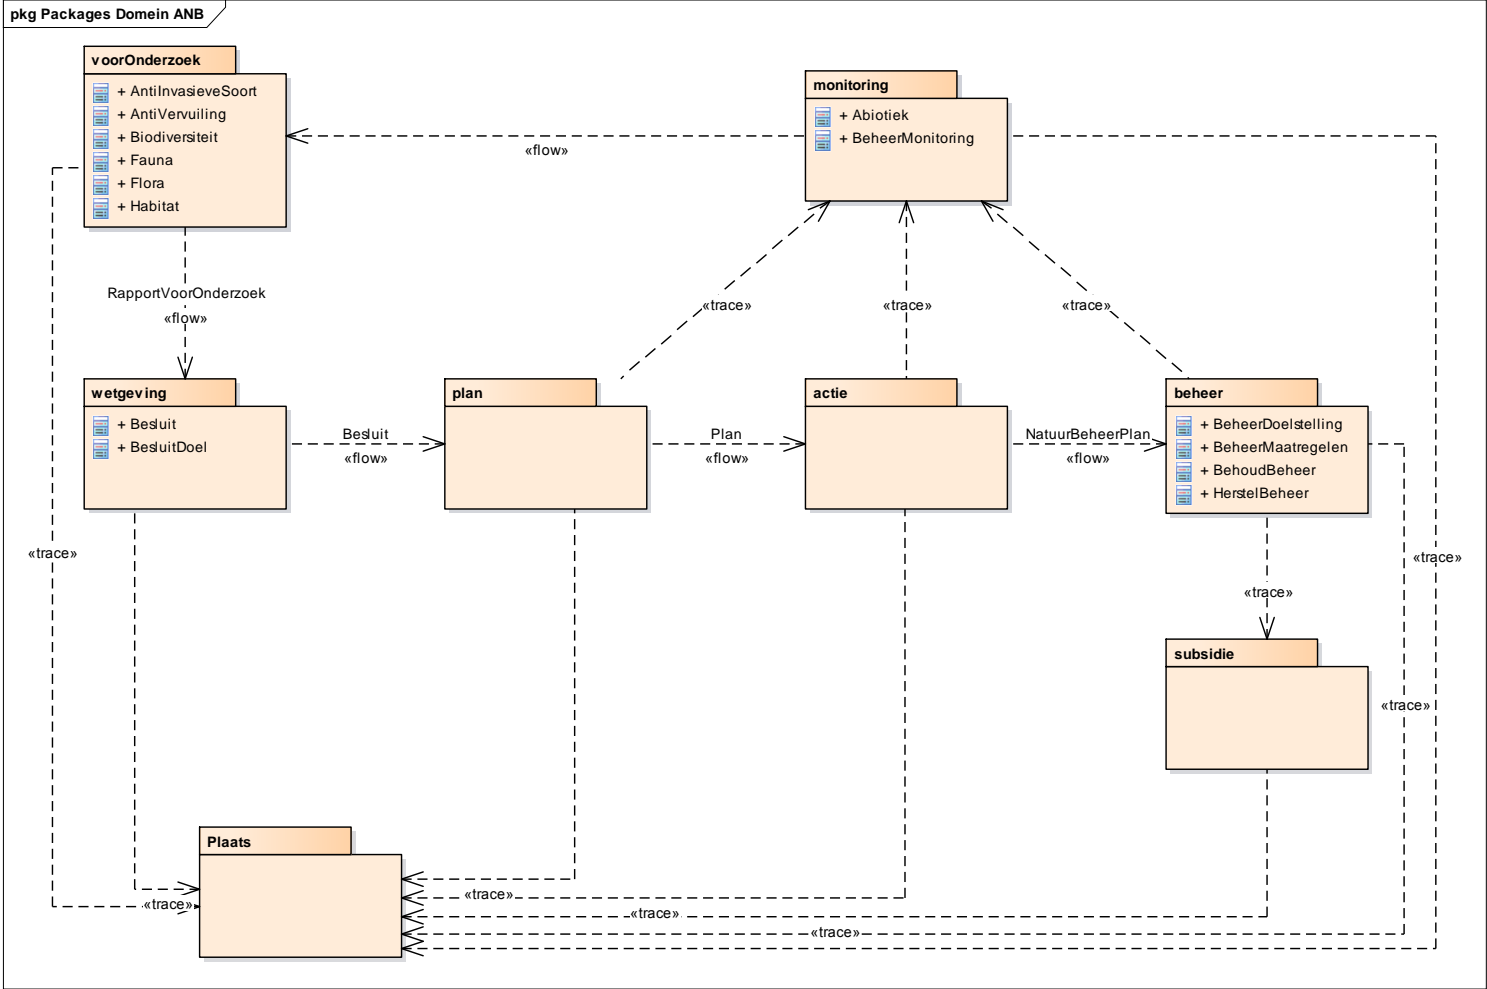 pkg Packages Domein ANB
voorOnderzoek
+ AntiInvasieveSoort
+ AntiVervuiling
+ Biodiversiteit
+ Fauna
+ Flora
+ Habitat
monitoring
+ Abiotiek
+ BeheerMonitoring
«flow»
RapportVoorOnderzoek
«flow»
«trace»
«trace»
«trace»
wetgeving
+ Besluit
+ BesluitDoel
Besluit
«flow»
plan
Plan
«flow»
actie
NatuurBeheerPlan
«flow»
beheer
+ BeheerDoelstelling
+ BeheerMaatregelen
+ BehoudBeheer
+ HerstelBeheer
«trace»
«trace»
«trace»
subsidie
«trace»
Plaats
«trace»
«trace»
«trace»
«trace»